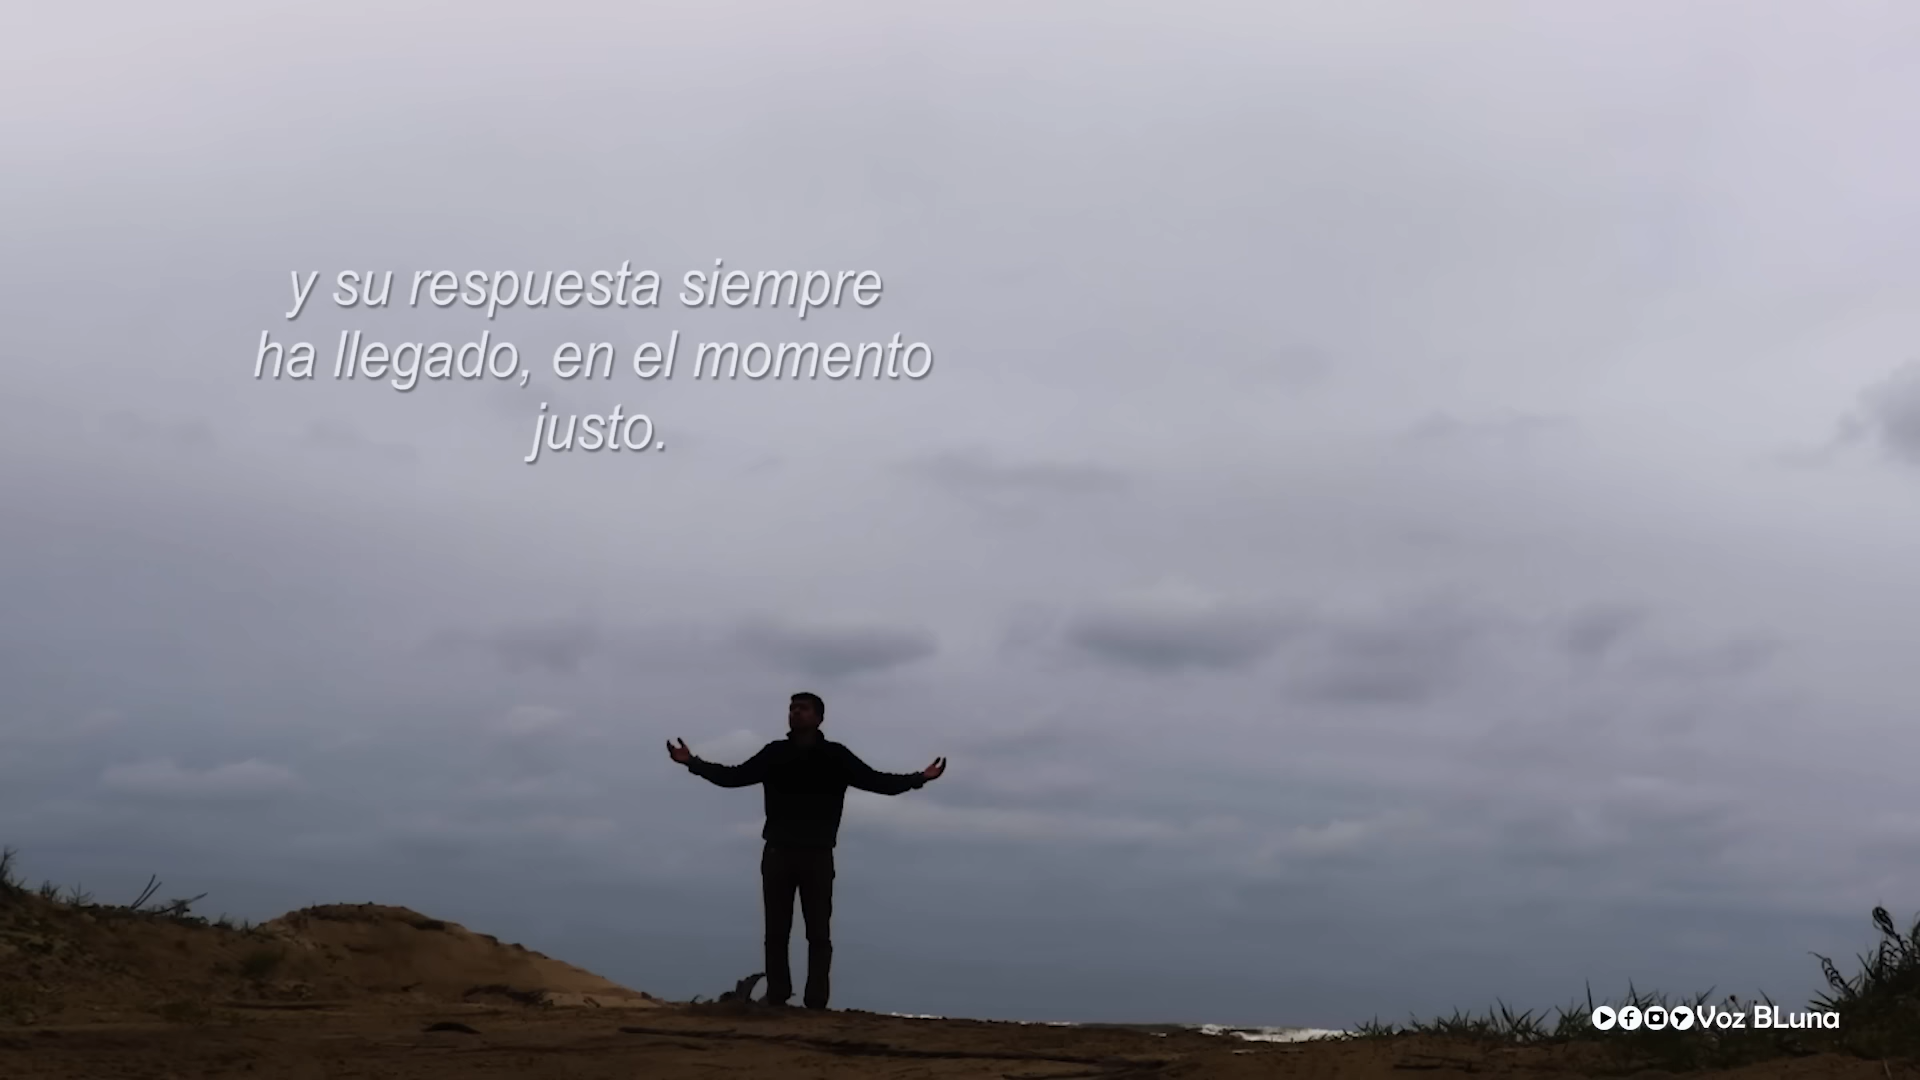 y su respuesta siempre
ha llegado, en el momento
justo.
Voz BLuna